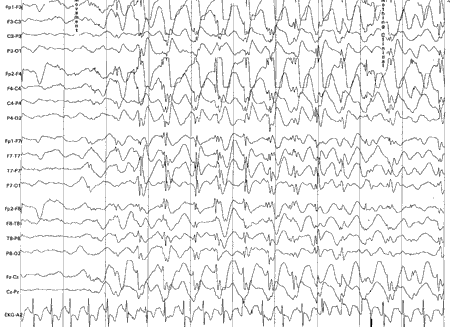 Fp1-F3
F3-C3
C3-P3
P3-O1
Fp2-F4
F4-C4
C4-P4
P4-O2
Fp1-F7
F7-T7
T7-P7
P7-O1
Fp2-F8
F8-T8
T8-P8
P8-O2
Fz-Cz
Cz-Pz
EKG-A2